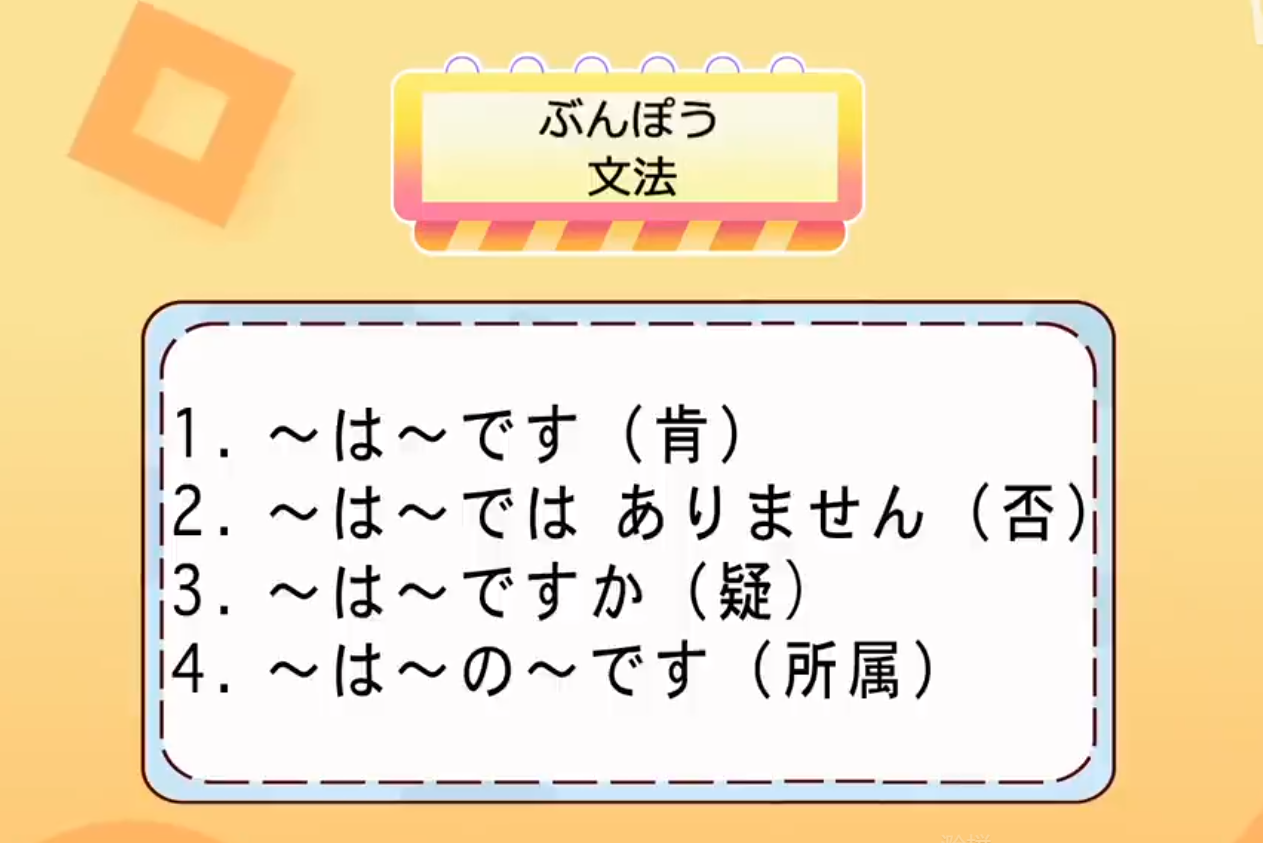 ぶんぽう
文法
1. ～は～です（肯）
2. ～は～では ありません（否）
3. ～は～ですか（疑）
4. ～は～の～です（所属）